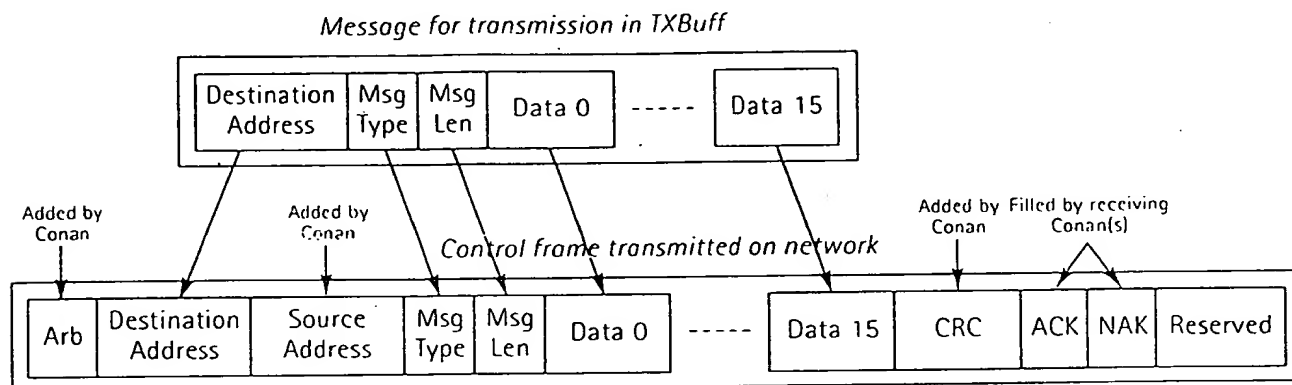 Message for transmission in TXBuff
Destination Address
Msg Type
Msg Len
Data 0
-----
Data 15
Added by Conan
Added by Conan
Added by Conan
Filled by receiving Conan(s)
Control frame transmitted on network
Arb
Destination Address
Source Address
Msg Type
Msg Len
Data 0
-----
Data 15
CRC
ACK
NAK
Reserved